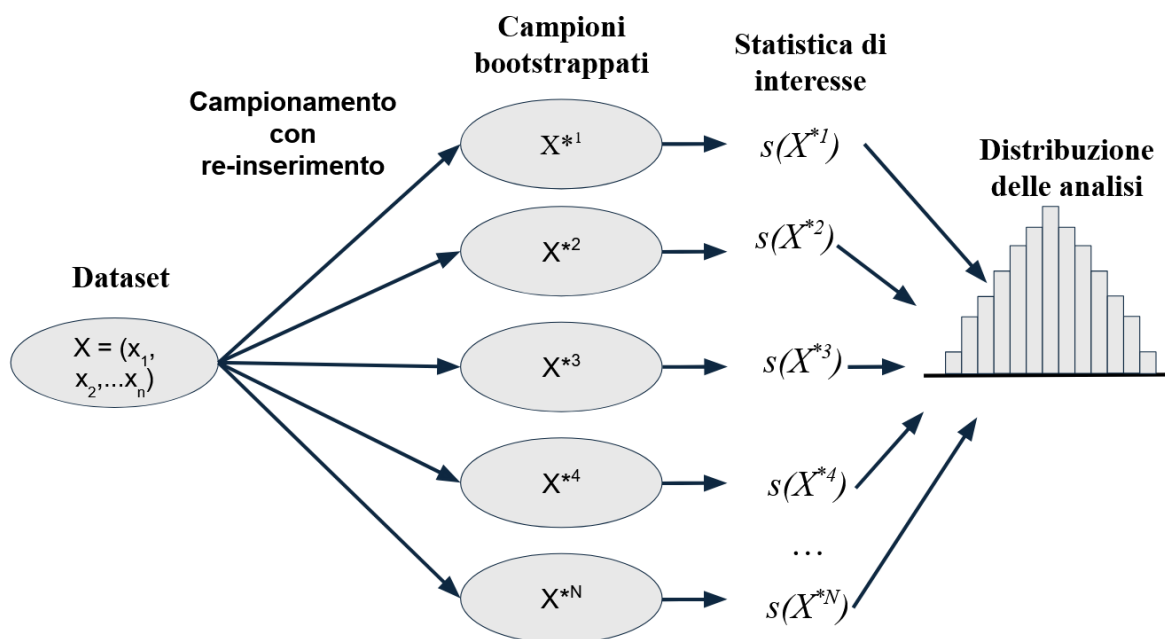 Campioni
bootstrappati
Statistica di
interesse
Campionamento
con
re-inserimento
Distribuzione
delle analisi
Dataset
X = (x₁,
x₂,...xₙ)
X*¹
X*²
X*³
X*⁴
X*ᴺ
s(X*¹)
s(X*²)
s(X*³)
s(X*⁴)
…
s(X*ᴺ)